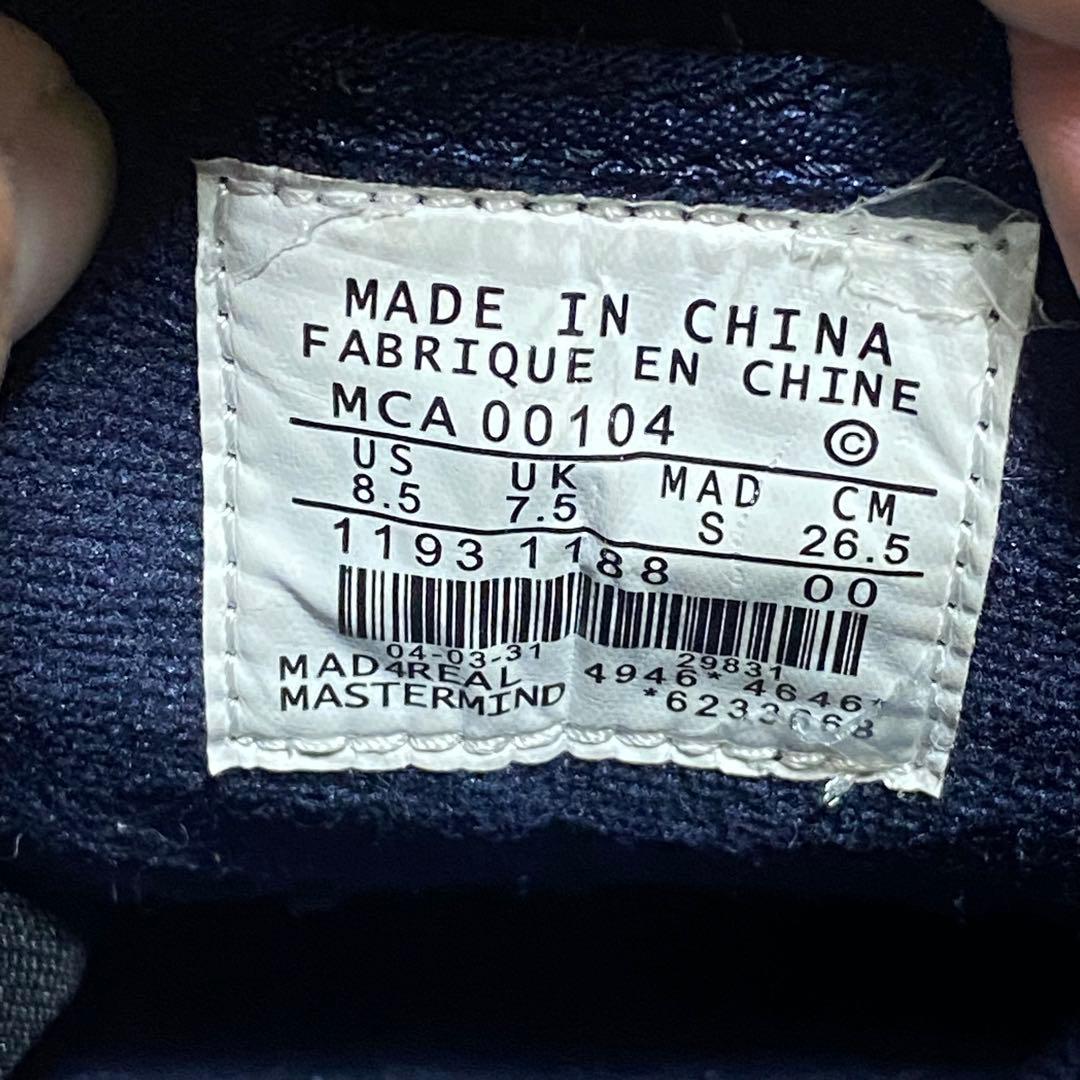 MADE IN CHINA
FABRIQUE EN CHINE
MCA 00104 ©
US UK MAD CM
8.5 7.5 S 26.5
1193 1188 00
04-03-31 29831
MAD4REAL 4946* 4646*
MASTERMIND